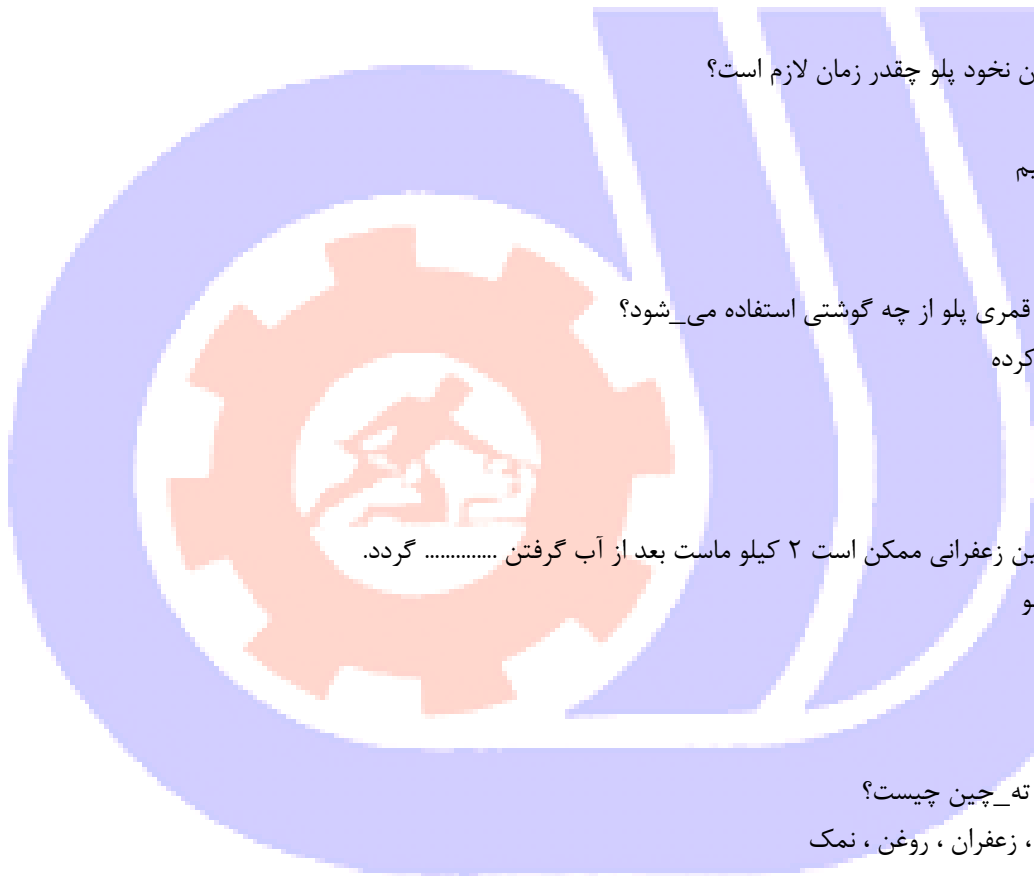 ن نخود پلو چقدر زمان لازم است؟
یم
قمری پلو از چه گوشتی استفاده می_شود؟
کرده
ین زعفرانی ممکن است ۲ کیلو ماست بعد از آب گرفتن .............. گردد.
و
ته_چین چیست؟
، زعفران ، روغن ، نمک